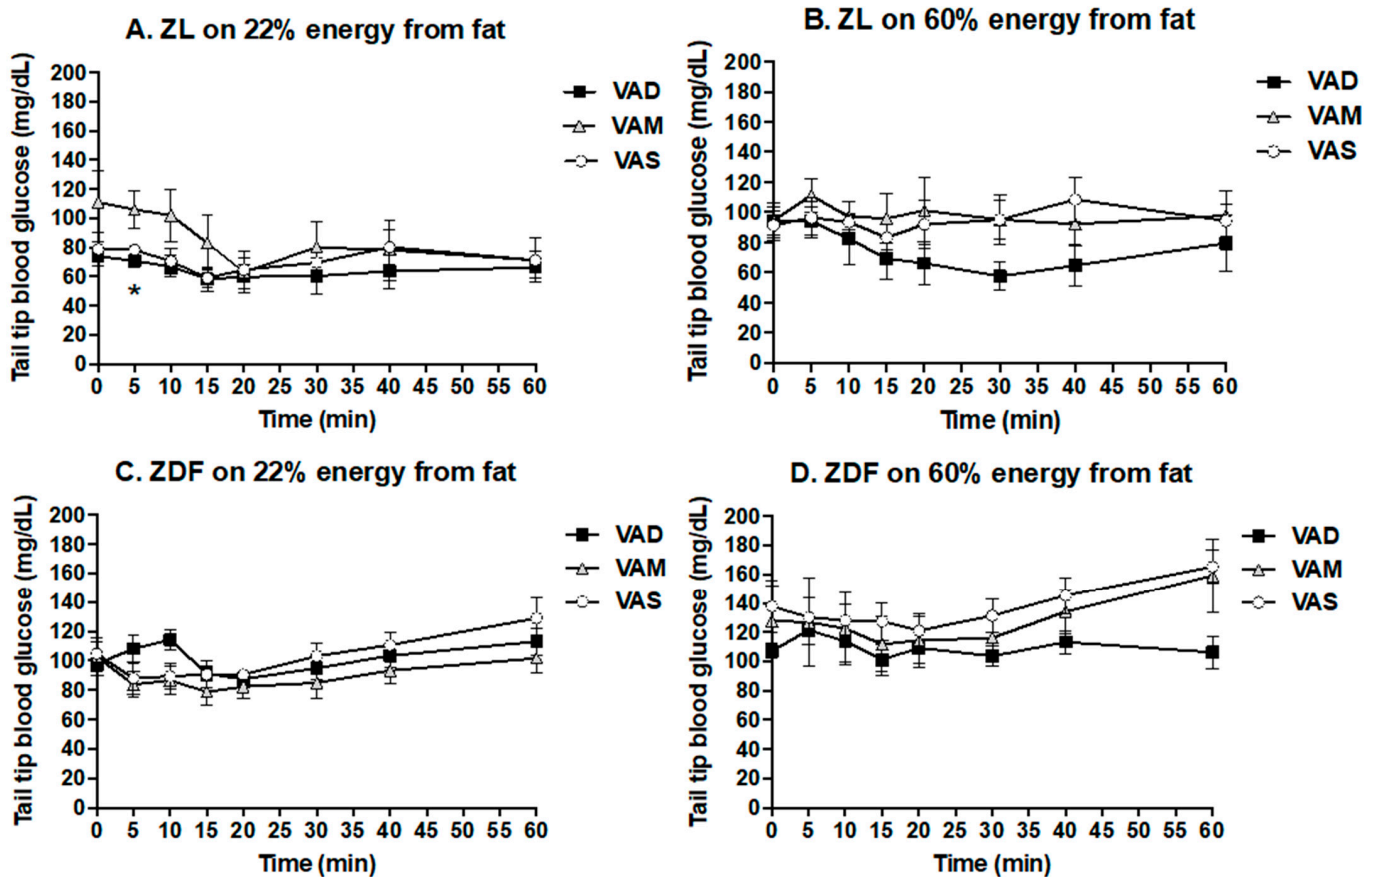 A. ZL on 22% energy from fat
Tail tip blood glucose (mg/dL)
200
180
160
140
120
100
80
60
40
20
0
*
0 5 10 15 20 25 30 35 40 45 50 55 60
Time (min)
VAD
VAM
VAS
B. ZL on 60% energy from fat
Tail tip blood glucose (mg/dL)
200
180
160
140
120
100
80
60
40
20
0
0 5 10 15 20 25 30 35 40 45 50 55 60
Time (min)
VAD
VAM
VAS
C. ZDF on 22% energy from fat
Tail tip blood glucose (mg/dL)
200
180
160
140
120
100
80
60
40
20
0
0 5 10 15 20 25 30 35 40 45 50 55 60
Time (min)
VAD
VAM
VAS
D. ZDF on 60% energy from fat
Tail tip blood glucose (mg/dL)
200
180
160
140
120
100
80
60
40
20
0
0 5 10 15 20 25 30 35 40 45 50 55 60
Time (min)
VAD
VAM
VAS